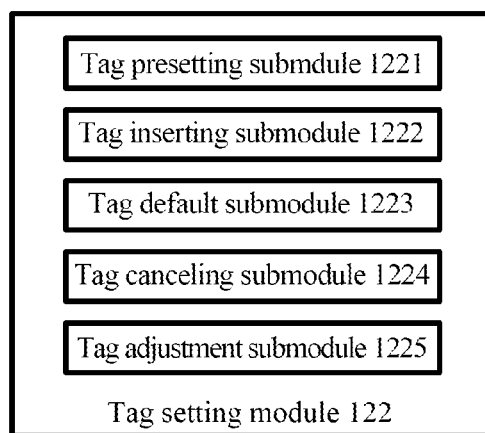 Tag presetting submdule 1221
Tag inserting submodule 1222
Tag default submodule 1223
Tag canceling submodule 1224
Tag adjustment submodule 1225
Tag setting module 122